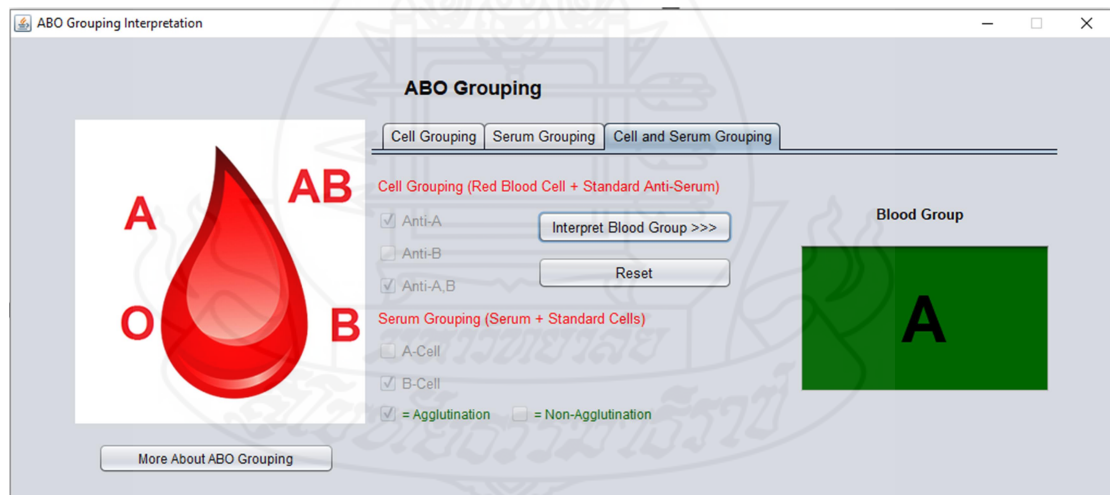 ABO Grouping Interpretation
ABO Grouping
Cell Grouping
Serum Grouping
Cell and Serum Grouping
A
AB
O
B
Cell Grouping (Red Blood Cell + Standard Anti-Serum)
Anti-A
Anti-B
Anti-A,B
Interpret Blood Group >>>
Reset
Serum Grouping (Serum + Standard Cells)
A-Cell
B-Cell
= Agglutination
= Non-Agglutination
Blood Group
A
More About ABO Grouping